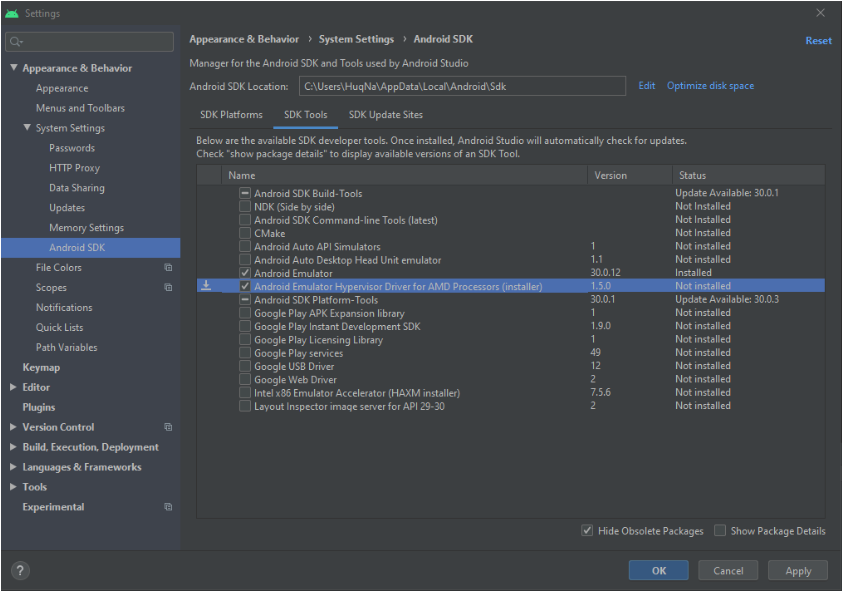 Settings
Appearance & Behavior
Appearance
Menus and Toolbars
System Settings
Passwords
HTTP Proxy
Data Sharing
Updates
Memory Settings
Android SDK
File Colors
Scopes
Notifications
Quick Lists
Path Variables
Keymap
Editor
Plugins
Version Control
Build, Execution, Deployment
Languages & Frameworks
Tools
Experimental
Appearance & Behavior › System Settings › Android SDK
Reset
Manager for the Android SDK and Tools used by Android Studio
Android SDK Location: C:\Users\HuqNa\AppData\Local\Android\Sdk Edit Optimize disk space
SDK Platforms SDK Tools SDK Update Sites
Below are the available SDK developer tools. Once installed, Android Studio will automatically check for updates.
Check "show package details" to display available versions of an SDK Tool.
Name Version Status
Android SDK Build-Tools Update Available: 30.0.1
NDK (Side by side) Not Installed
Android SDK Command-line Tools (latest) Not Installed
CMake Not Installed
Android Auto API Simulators 1 Not installed
Android Auto Desktop Head Unit emulator 1.1 Not installed
Android Emulator 30.0.12 Installed
Android Emulator Hypervisor Driver for AMD Processors (installer) 1.5.0 Not installed
Android SDK Platform-Tools 30.0.1 Update Available: 30.0.3
Google Play APK Expansion library 1 Not installed
Google Play Instant Development SDK 1.9.0 Not installed
Google Play Licensing Library 1 Not installed
Google Play services 49 Not installed
Google USB Driver 12 Not installed
Google Web Driver 2 Not installed
Intel x86 Emulator Accelerator (HAXM installer) 7.5.6 Not installed
Layout Inspector image server for API 29-30 2 Not installed
Hide Obsolete Packages Show Package Details
? OK Cancel Apply